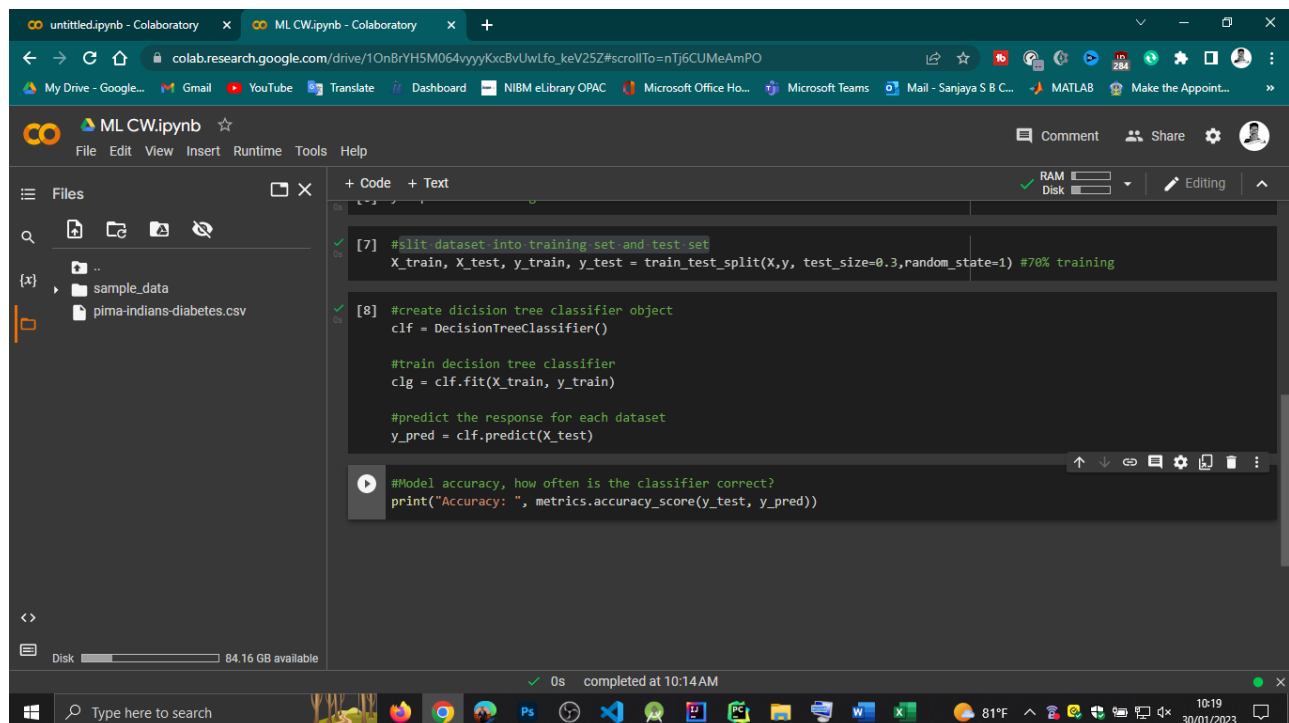 untittled.ipynb - Colaboratory
ML CW.ipynb - Colaboratory
colab.research.google.com/drive/1OnBrYH5M064vyyyKxcBvUwLfo_keV25Z#scrollTo=nTj6CUMeAmPO
284
My Drive - Google... Gmail YouTube Translate Dashboard NIBM eLibrary OPAC Microsoft Office Ho... Microsoft Teams Mail - Sanjaya S B C... MATLAB Make the Appoint... »
ML CW.ipynb
Comment Share
File Edit View Insert Runtime Tools Help
Files
+ Code + Text
RAM
Disk
Editing
..
sample_data
pima-indians-diabetes.csv
{x}
0s
[7] #slit dataset into training set and test set
0s
X_train, X_test, y_train, y_test = train_test_split(X,y, test_size=0.3,random_state=1) #70% training
[8] #create dicision tree classifier object
0s
clf = DecisionTreeClassifier()
#train decision tree classifier
clg = clf.fit(X_train, y_train)
#predict the response for each dataset
y_pred = clf.predict(X_test)
#Model accuracy, how often is the classifier correct?
print("Accuracy: ", metrics.accuracy_score(y_test, y_pred))
<>
Disk 84.16 GB available
0s completed at 10:14 AM
Type here to search
Ps
81°F
10:19
30/01/2023